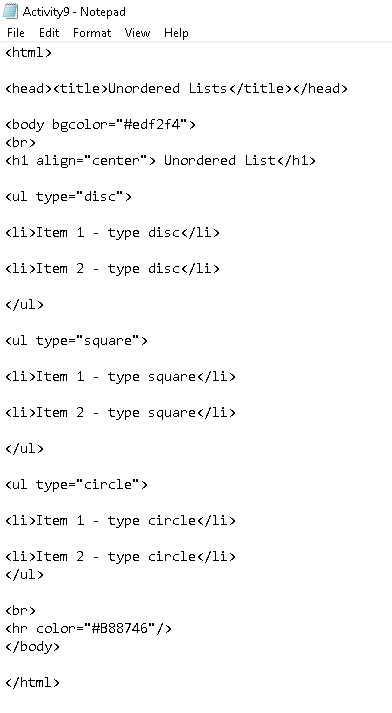 Activity9 - Notepad
File Edit Format View Help
<html>
<head><title>Unordered Lists</title></head>
<body bgcolor="#edf2f4">
<br>
<h1 align="center"> Unordered List</h1>
<ul type="disc">
<li>Item 1 - type disc</li>
<li>Item 2 - type disc</li>
</ul>
<ul type="square">
<li>Item 1 - type square</li>
<li>Item 2 - type square</li>
</ul>
<ul type="circle">
<li>Item 1 - type circle</li>
<li>Item 2 - type circle</li>
</ul>
<br>
<hr color="#B88746"/>
</body>
</html>